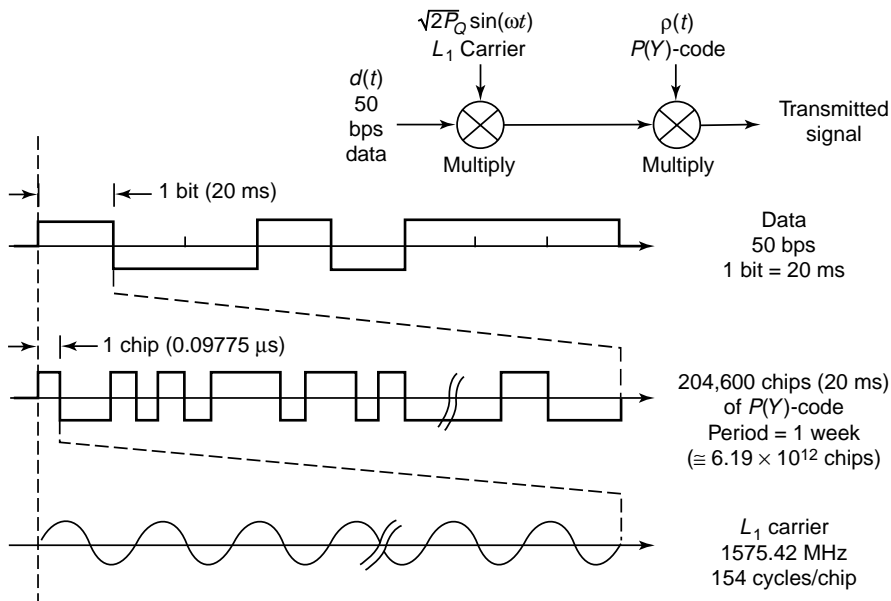 √2P_Q sin(ωt)
L₁ Carrier
ρ(t)
P(Y)-code
d(t)
50
bps
data
Multiply
Multiply
Transmitted
signal
1 bit (20 ms)
Data
50 bps
1 bit = 20 ms
1 chip (0.09775 μs)
204,600 chips (20 ms)
of P(Y)-code
Period = 1 week
(≅ 6.19 × 10¹² chips)
L₁ carrier
1575.42 MHz
154 cycles/chip